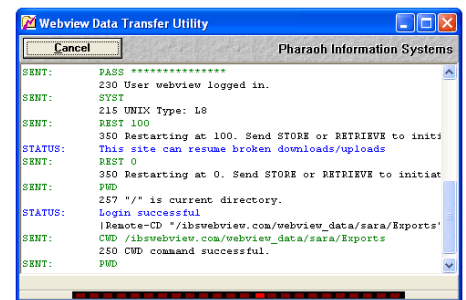 Webview Data Transfer Utility
Cancel
Pharaoh Information Systems
SENT: PASS ***************
230 User webview logged in.
SENT: SYST
215 UNIX Type: L8
SENT: REST 100
350 Restarting at 100. Send STORE or RETRIEVE to initi
STATUS: This site can resume broken downloads/uploads
SENT: REST 0
350 Restarting at 0. Send STORE or RETRIEVE to initiat
SENT: PWD
257 "/" is current directory.
STATUS: Login successful
|Remote-CD "/ibswebview.com/webview_data/sara/Exports"
SENT: CWD /ibswebview.com/webview_data/sara/Exports
250 CWD command successful.
SENT: PWD